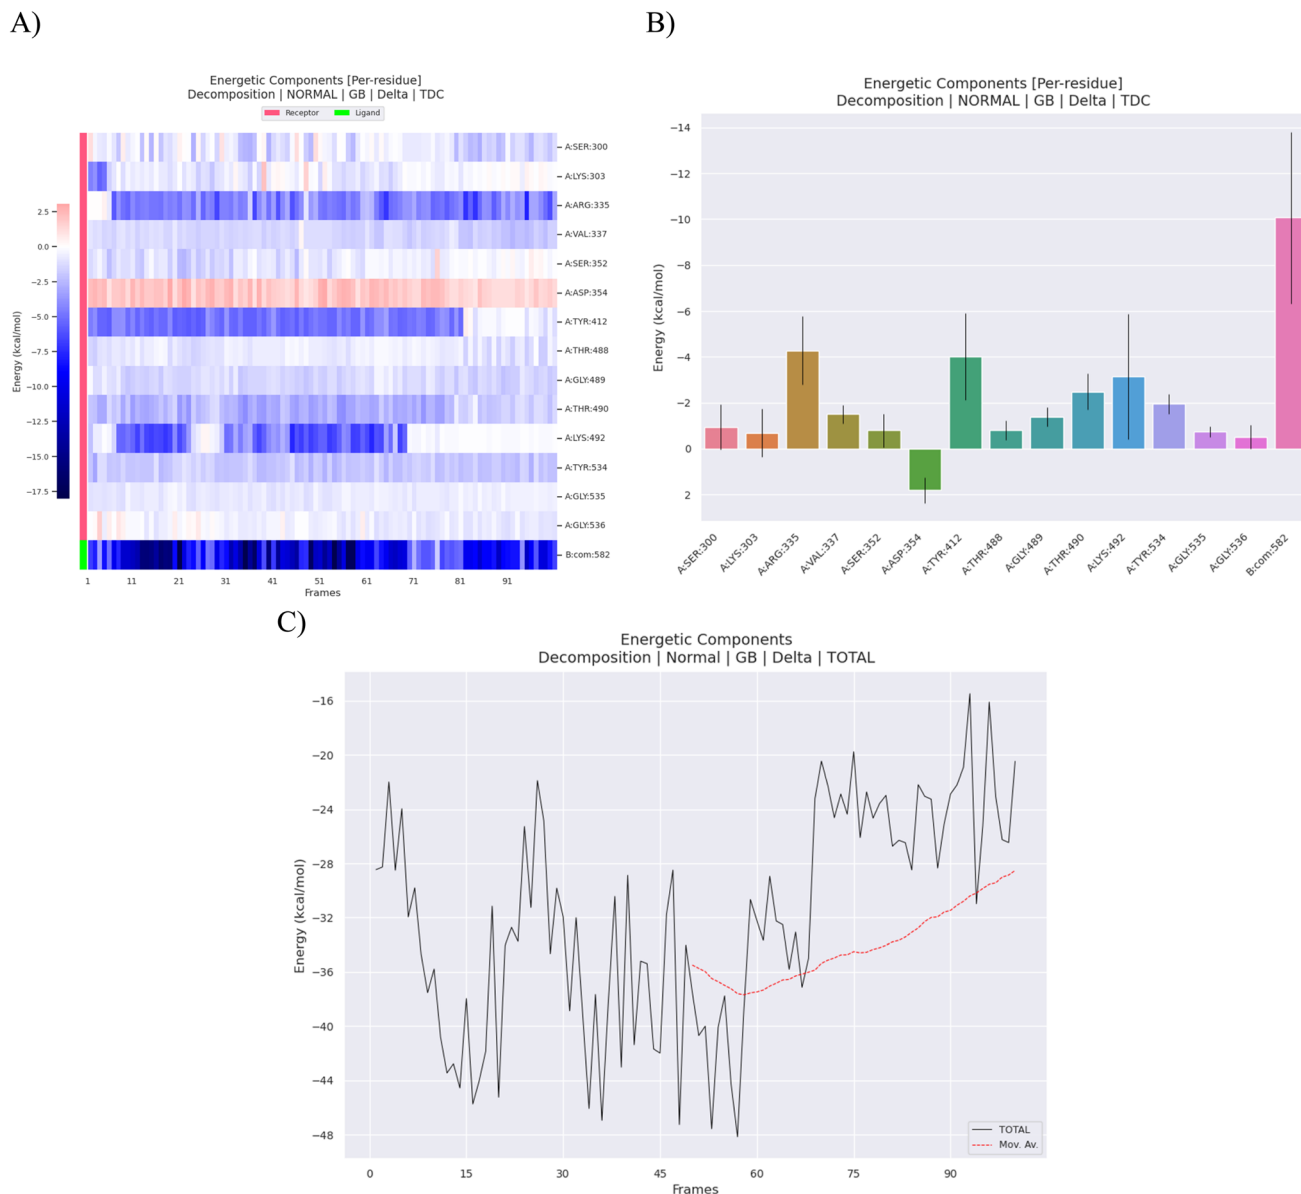 A)
Energetic Components [Per-residue]
Decomposition | NORMAL | GB | Delta | TDC
Receptor
Ligand
Energy (kcal/mol)
2.5
0.0
−2.5
−5.0
−7.5
−10.0
−12.5
−15.0
−17.5
A:SER:300
A:LYS:303
A:ARG:335
A:VAL:337
A:SER:352
A:ASP:354
A:TYR:412
A:THR:488
A:GLY:489
A:THR:490
A:LYS:492
A:TYR:534
A:GLY:535
A:GLY:536
B:com:582
1 11 21 31 41 51 61 71 81 91
Frames
B)
Energetic Components [Per-residue]
Decomposition | NORMAL | GB | Delta | TDC
Energy (kcal/mol)
−14
−12
−10
−8
−6
−4
−2
0
2
A:SER:300
A:LYS:303
A:ARG:335
A:VAL:337
A:SER:352
A:ASP:354
A:TYR:412
A:THR:488
A:GLY:489
A:THR:490
A:LYS:492
A:TYR:534
A:GLY:535
A:GLY:536
B:com:582
C)
Energetic Components
Decomposition | Normal | GB | Delta | TOTAL
Energy (kcal/mol)
−16
−20
−24
−28
−32
−36
−40
−44
−48
TOTAL
Mov. Av.
0 15 30 45 60 75 90
Frames